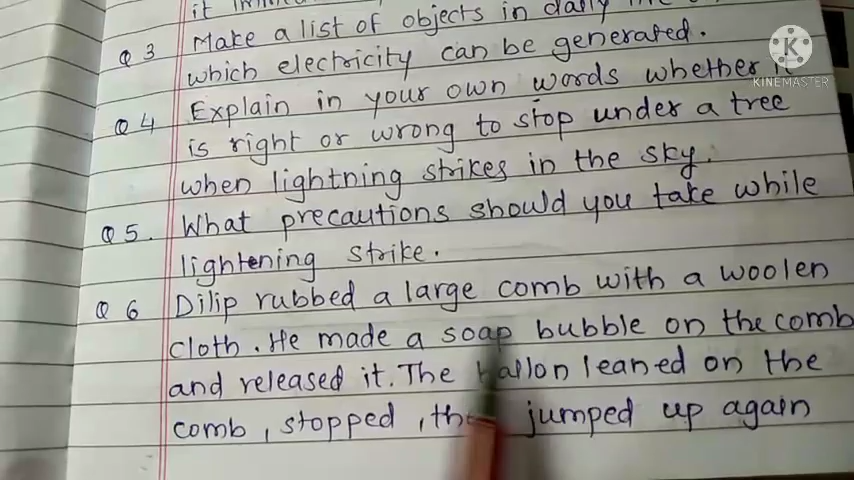 Q 3 Make a list of objects in daily
which electricity can be generated.
Q 4 Explain in your own words whether it
is right or wrong to stop under a tree
when lightning strikes in the sky.
Q 5. What precautions should you take while
lightening strike.
Q 6 Dilip rubbed a large comb with a woolen
cloth. He made a soap bubble on the comb
and released it. The ballon leaned on the
comb, stopped, jumped up again
KINEMASTER